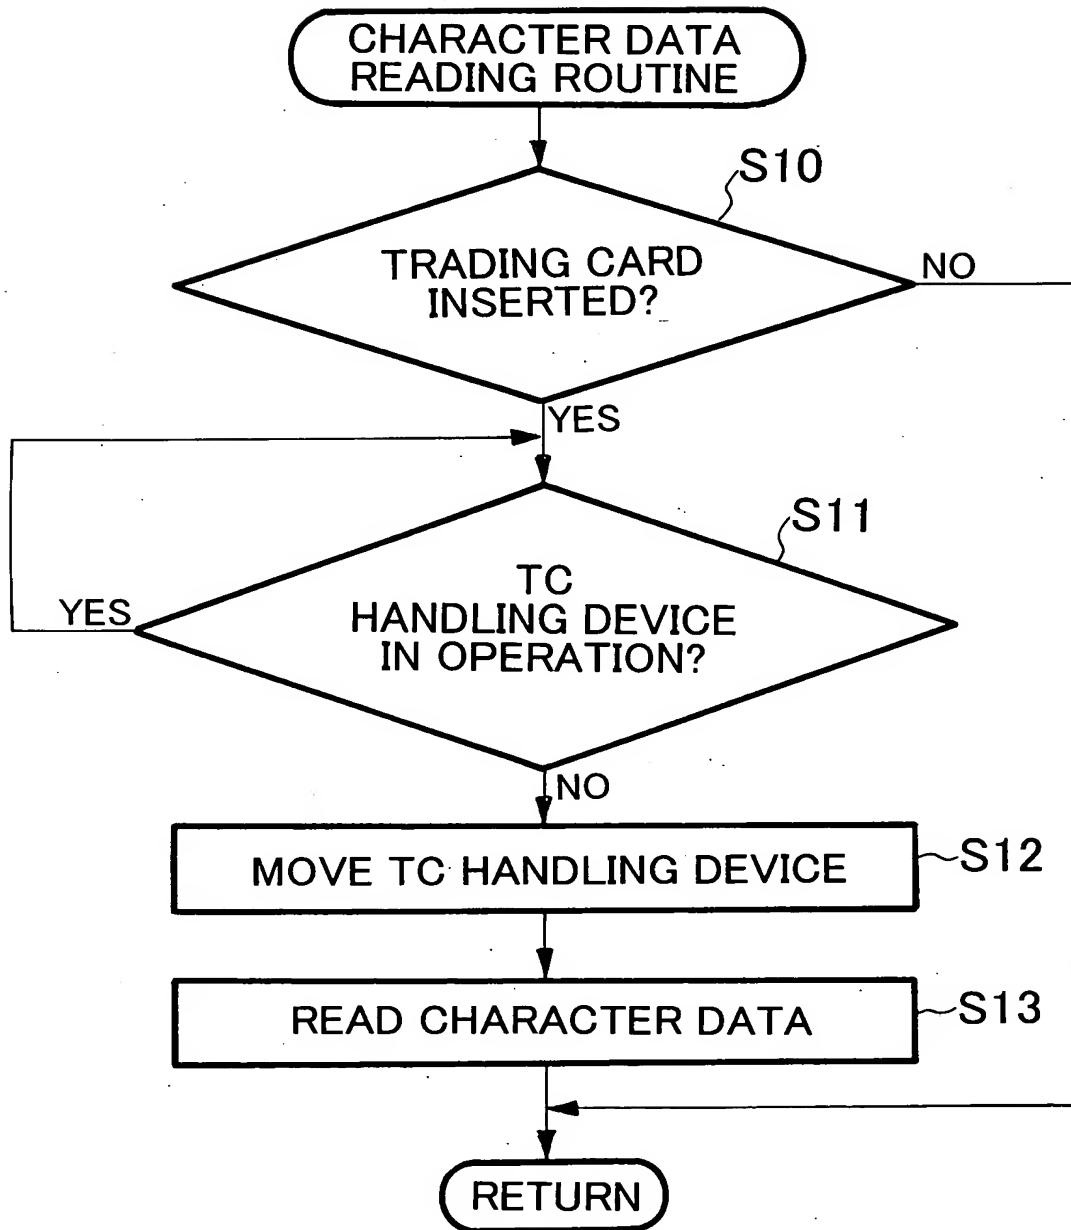 CHARACTER DATA
READING ROUTINE
S10
TRADING CARD
INSERTED?
NO
YES
S11
TC
HANDLING DEVICE
IN OPERATION?
YES
NO
MOVE TC HANDLING DEVICE
S12
READ CHARACTER DATA
S13
RETURN